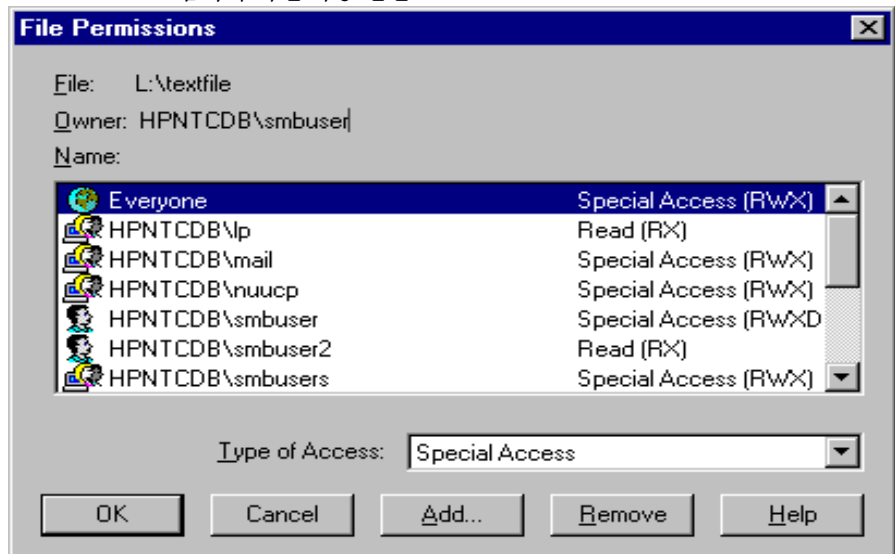 File Permissions
File: L:\textfile
Owner: HPNTCDB\smbuser
Name:
Everyone Special Access (RWX)
HPNTCDB\lp Read (RX)
HPNTCDB\mail Special Access (RWX)
HPNTCDB\nuucp Special Access (RWX)
HPNTCDB\smbuser Special Access (RWXD
HPNTCDB\smbuser2 Read (RX)
HPNTCDB\smbusers Special Access (RWX)
Type of Access: Special Access
OK Cancel Add... Remove Help